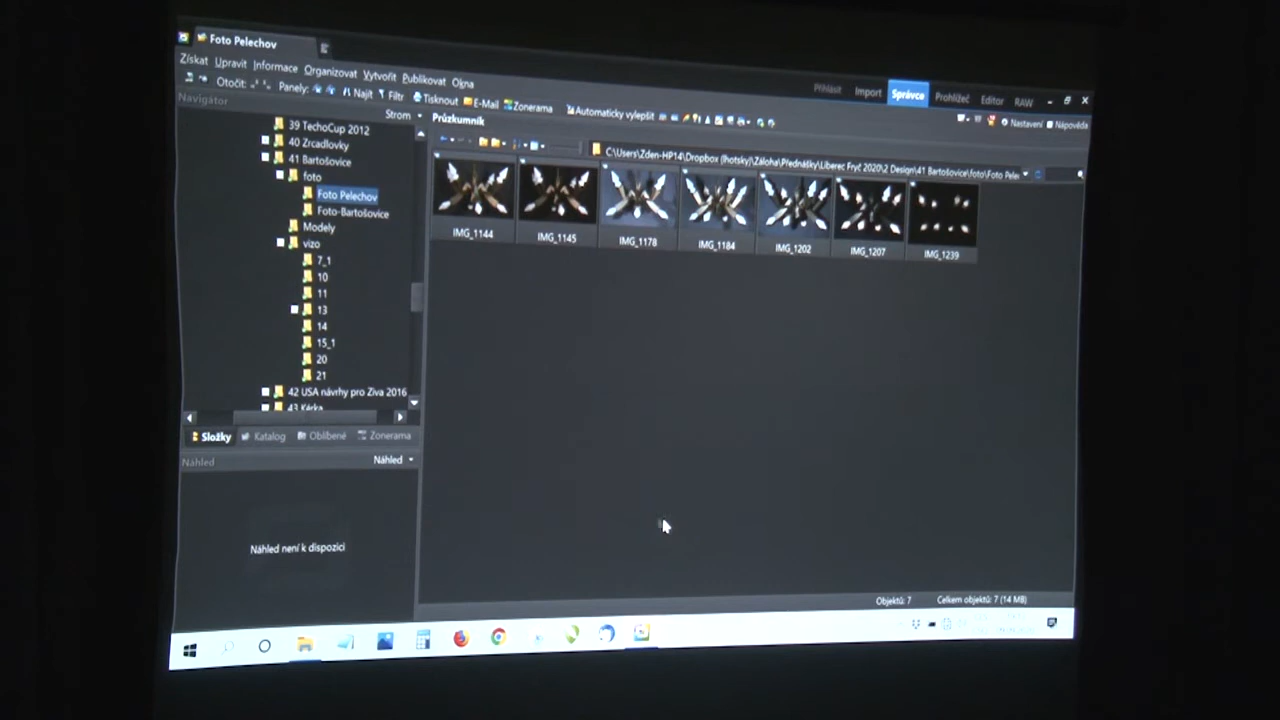 Foto Pelechov
Získat Upravit Informace Organizovat Vytvořit Publikovat Okna
Import Správce Prohlížeč Editor RAW
Otočit: Panely: Najít Filtr Tisknout E-Mail Zonerama Automaticky vylepšit Nastavení Nápověda
Navigátor
Strom
Průzkumník
C:\Users\Zden-HP14\Dropbox (lhotsky)\Záloha\Přednášky\Liberec Fryč 2020\2 Design\41 Bartošovice\foto\Foto Pelec
39 TechoCup 2012
40 Zrcadlovky
41 Bartošovice
foto
Foto Pelechov
Foto-Bartošovice
Modely
vizo
7_1
10
11
13
14
15_1
20
21
42 USA návrhy pro Ziva 2016
IMG_1144 IMG_1145 IMG_1178 IMG_1184 IMG_1202 IMG_1207 IMG_1239
Složky Katalog Oblíbené Zonerama
Náhled Náhled
Náhled není k dispozici
Objektů: 7 Celkem objektů: 7 (14 MB)